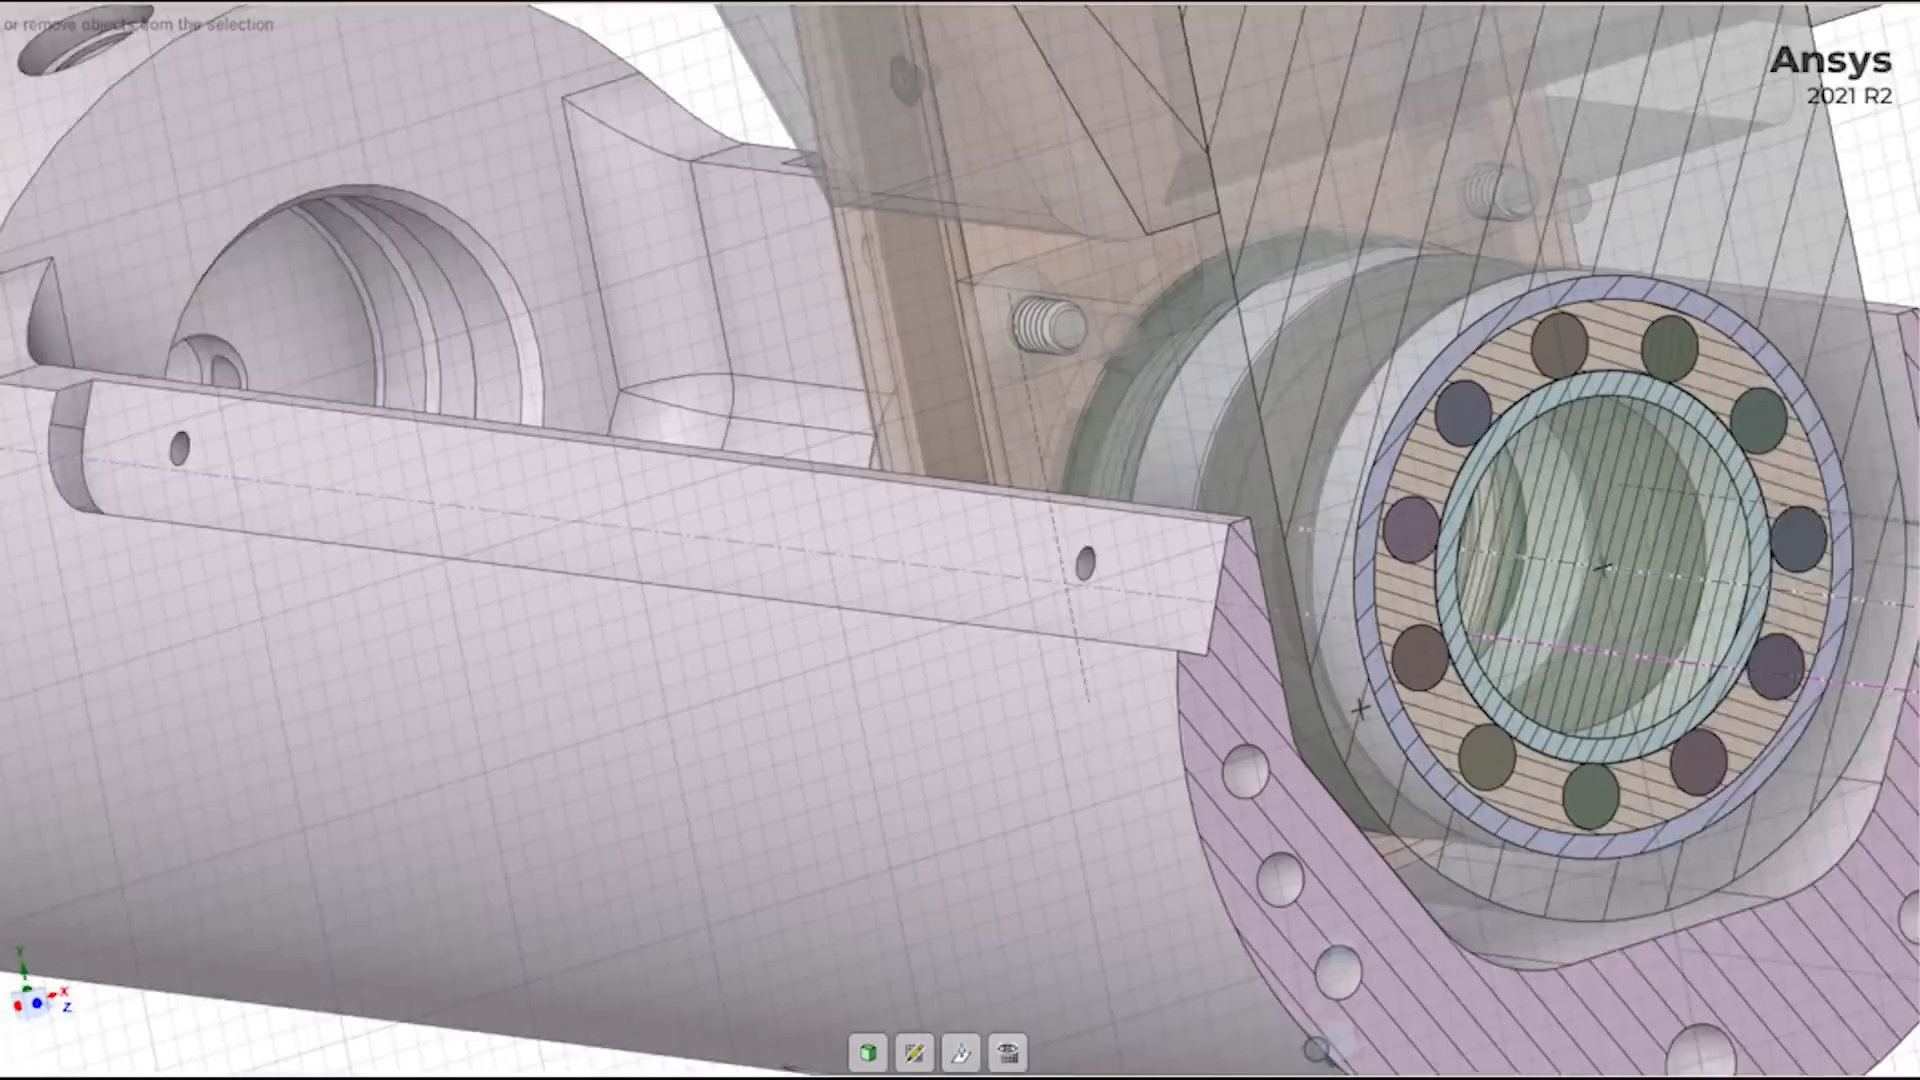 or remove objects from the selection
Ansys
2021 R2
Y
X
Z